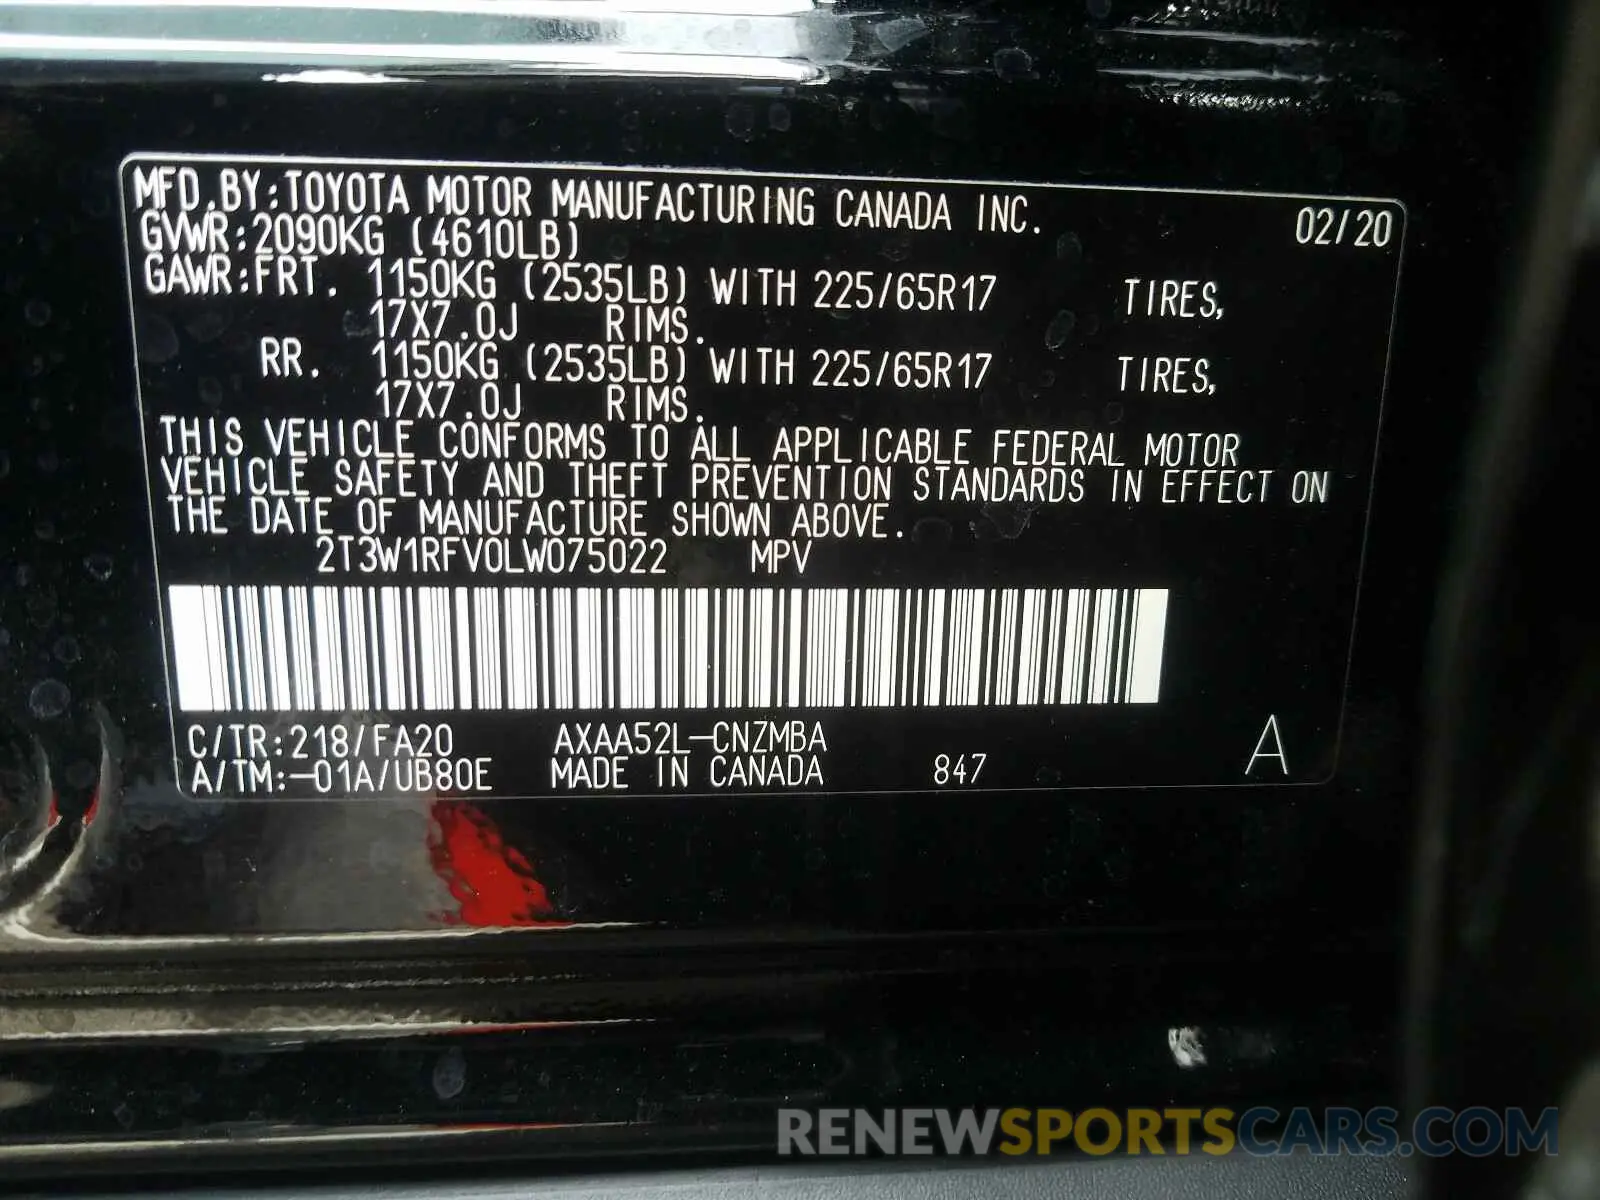 MFD.BY:TOYOTA MOTOR MANUFACTURING CANADA INC. 02/20
GVWR:2090KG (4610LB)
GAWR:FRT. 1150KG (2535LB) WITH 225/65R17 TIRES,
17X7.0J RIMS.
RR. 1150KG (2535LB) WITH 225/65R17 TIRES,
17X7.0J RIMS.
THIS VEHICLE CONFORMS TO ALL APPLICABLE FEDERAL MOTOR
VEHICLE SAFETY AND THEFT PREVENTION STANDARDS IN EFFECT ON
THE DATE OF MANUFACTURE SHOWN ABOVE.
2T3W1RFV0LW075022 MPV
C/TR:218/FA20 AXAA52L-CNZMBA
A/TM:-01A/UB80E MADE IN CANADA 847 A
RENEWSPORTSCARS.COM